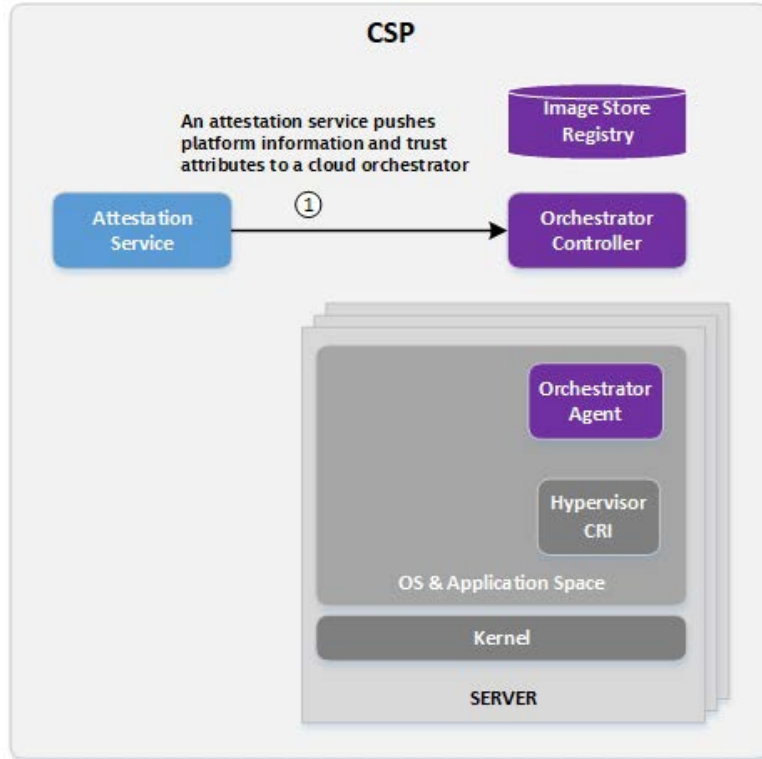 CSP
An attestation service pushes
platform information and trust
attributes to a cloud orchestrator
Image Store
Registry
1
Attestation
Service
Orchestrator
Controller
Orchestrator
Agent
Hypervisor
CRI
OS & Application Space
Kernel
SERVER